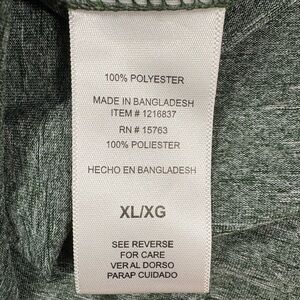 100% POLYESTER
MADE IN BANGLADESH
ITEM # 1216837
RN # 15763
100% POLIESTER
HECHO EN BANGLADESH
XL/XG
SEE REVERSE
FOR CARE
VER AL DORSO
PARAP CUIDADO